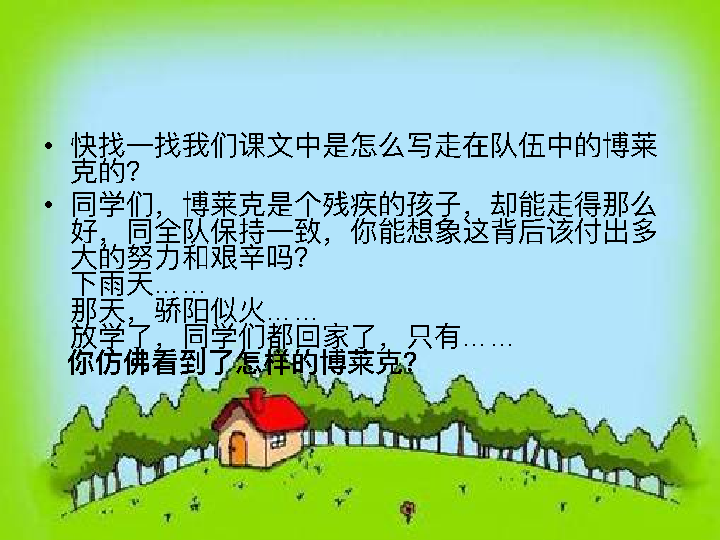 • 快找一找我们课文中是怎么写走在队伍中的博莱
克的?
• 同学们，博莱克是个残疾的孩子，却能走得那么
好，同全队保持一致，你能想象这背后该付出多
大的努力和艰辛吗?
下雨天……
那天，骄阳似火……
放学了，同学们都回家了，只有……
你仿佛看到了怎样的博莱克?